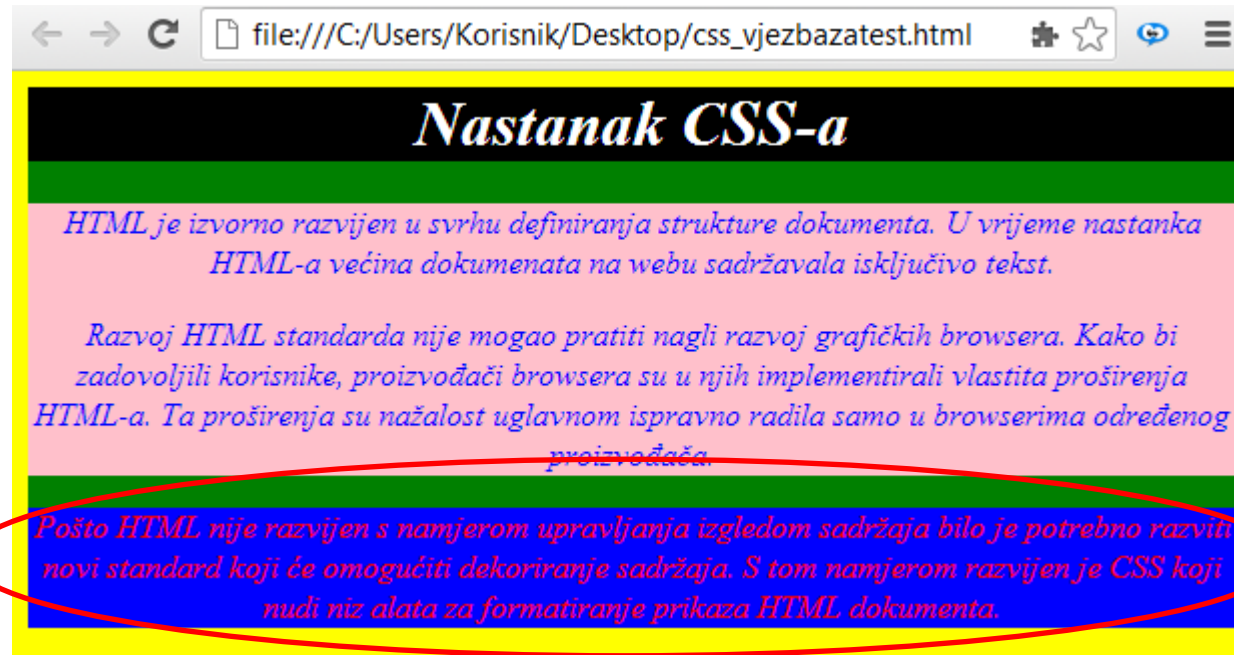 file:///C:/Users/Korisnik/Desktop/css_vjezbazatest.html
Nastanak CSS-a
HTML je izvorno razvijen u svrhu definiranja strukture dokumenta. U vrijeme nastanka
HTML-a većina dokumenata na webu sadržavala isključivo tekst.
Razvoj HTML standarda nije mogao pratiti nagli razvoj grafičkih browsera. Kako bi
zadovoljili korisnike, proizvođači browsera su u njih implementirali vlastita proširenja
HTML-a. Ta proširenja su nažalost uglavnom ispravno radila samo u browserima određenog
proizvođača.
Pošto HTML nije razvijen s namjerom upravljanja izgledom sadržaja bilo je potrebno razviti
novi standard koji će omogućiti dekoriranje sadržaja. S tom namjerom razvijen je CSS koji
nudi niz alata za formatiranje prikaza HTML dokumenta.